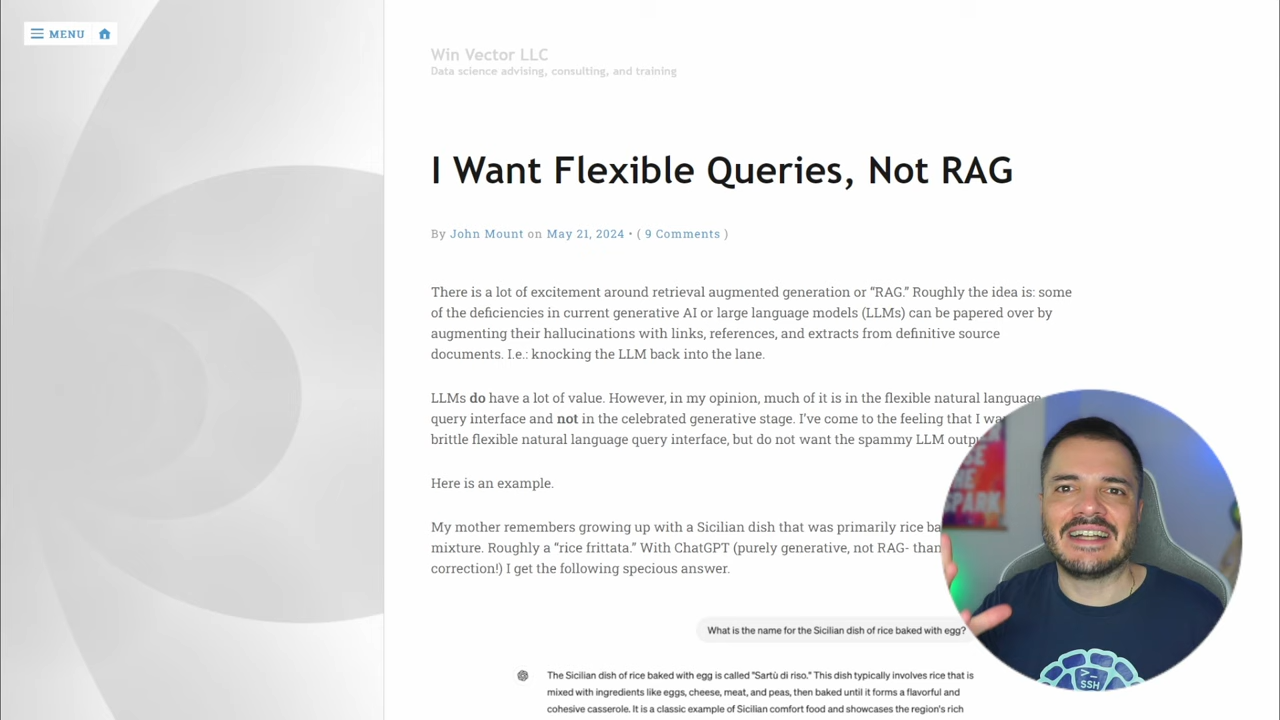 MENU
Win Vector LLC
Data science advising, consulting, and training
I Want Flexible Queries, Not RAG
By John Mount on May 21, 2024 • ( 9 Comments )
There is a lot of excitement around retrieval augmented generation or “RAG.” Roughly the idea is: some
of the deficiencies in current generative AI or large language models (LLMs) can be papered over by
augmenting their hallucinations with links, references, and extracts from definitive source
documents. I.e.: knocking the LLM back into the lane.
LLMs do have a lot of value. However, in my opinion, much of it is in the flexible natural language
query interface and not in the celebrated generative stage. I’ve come to the feeling that I
brittle flexible natural language query interface, but do not want the spammy LLM
Here is an example.
My mother remembers growing up with a Sicilian dish that was primarily rice
mixture. Roughly a “rice frittata.” With ChatGPT (purely generative, not RAG-
correction!) I get the following specious answer.
What is the name for the Sicilian dish of rice baked with egg?
The Sicilian dish of rice baked with egg is called "Sartù di riso." This dish typically involves rice that is
mixed with ingredients like eggs, cheese, meat, and peas, then baked until it forms a flavorful and
cohesive casserole. It is a classic example of Sicilian comfort food and showcases the region's rich
THE
SPARK
>_
SSH